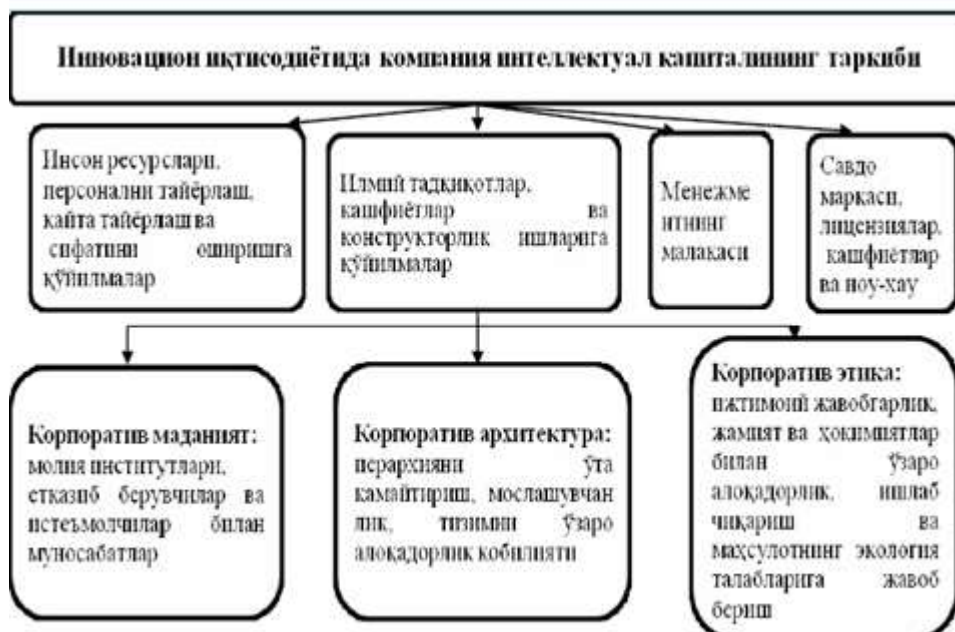 Инновацион иқтисодиётида компания интеллектуал капиталининг таркиби
Инсон ресурслари,
персонални тайёрлаш,
кайта тайёрлаш ва
сифатини оширишга
қўйилмалар
Илмий тадқиқотлар,
кашфиётлар ва
конструкторлик ишларига
қўйилмалар
Менежме
нтнинг
малакаси
Савдо
маркаси,
лицензиялар,
кашфиётлар
ва ноу-хау
Корпоратив маданият:
молия институтлари,
етказиб берувчилар ва
истеъмолчилар билан
муносабатлар
Корпоратив архитектура:
иерархияни ўта
камайтириш, мослашувчан
лик, тизимни ўзаро
алоқадорлик кобилияти
Корпоратив этика:
ижтимоий жавобгарлик,
жамият ва ҳокимиятлар
билан ўзаро
алоқадорлик, ишлаб
чиқариш ва
маҳсулотнинг экология
талабларига жавоб
бериш